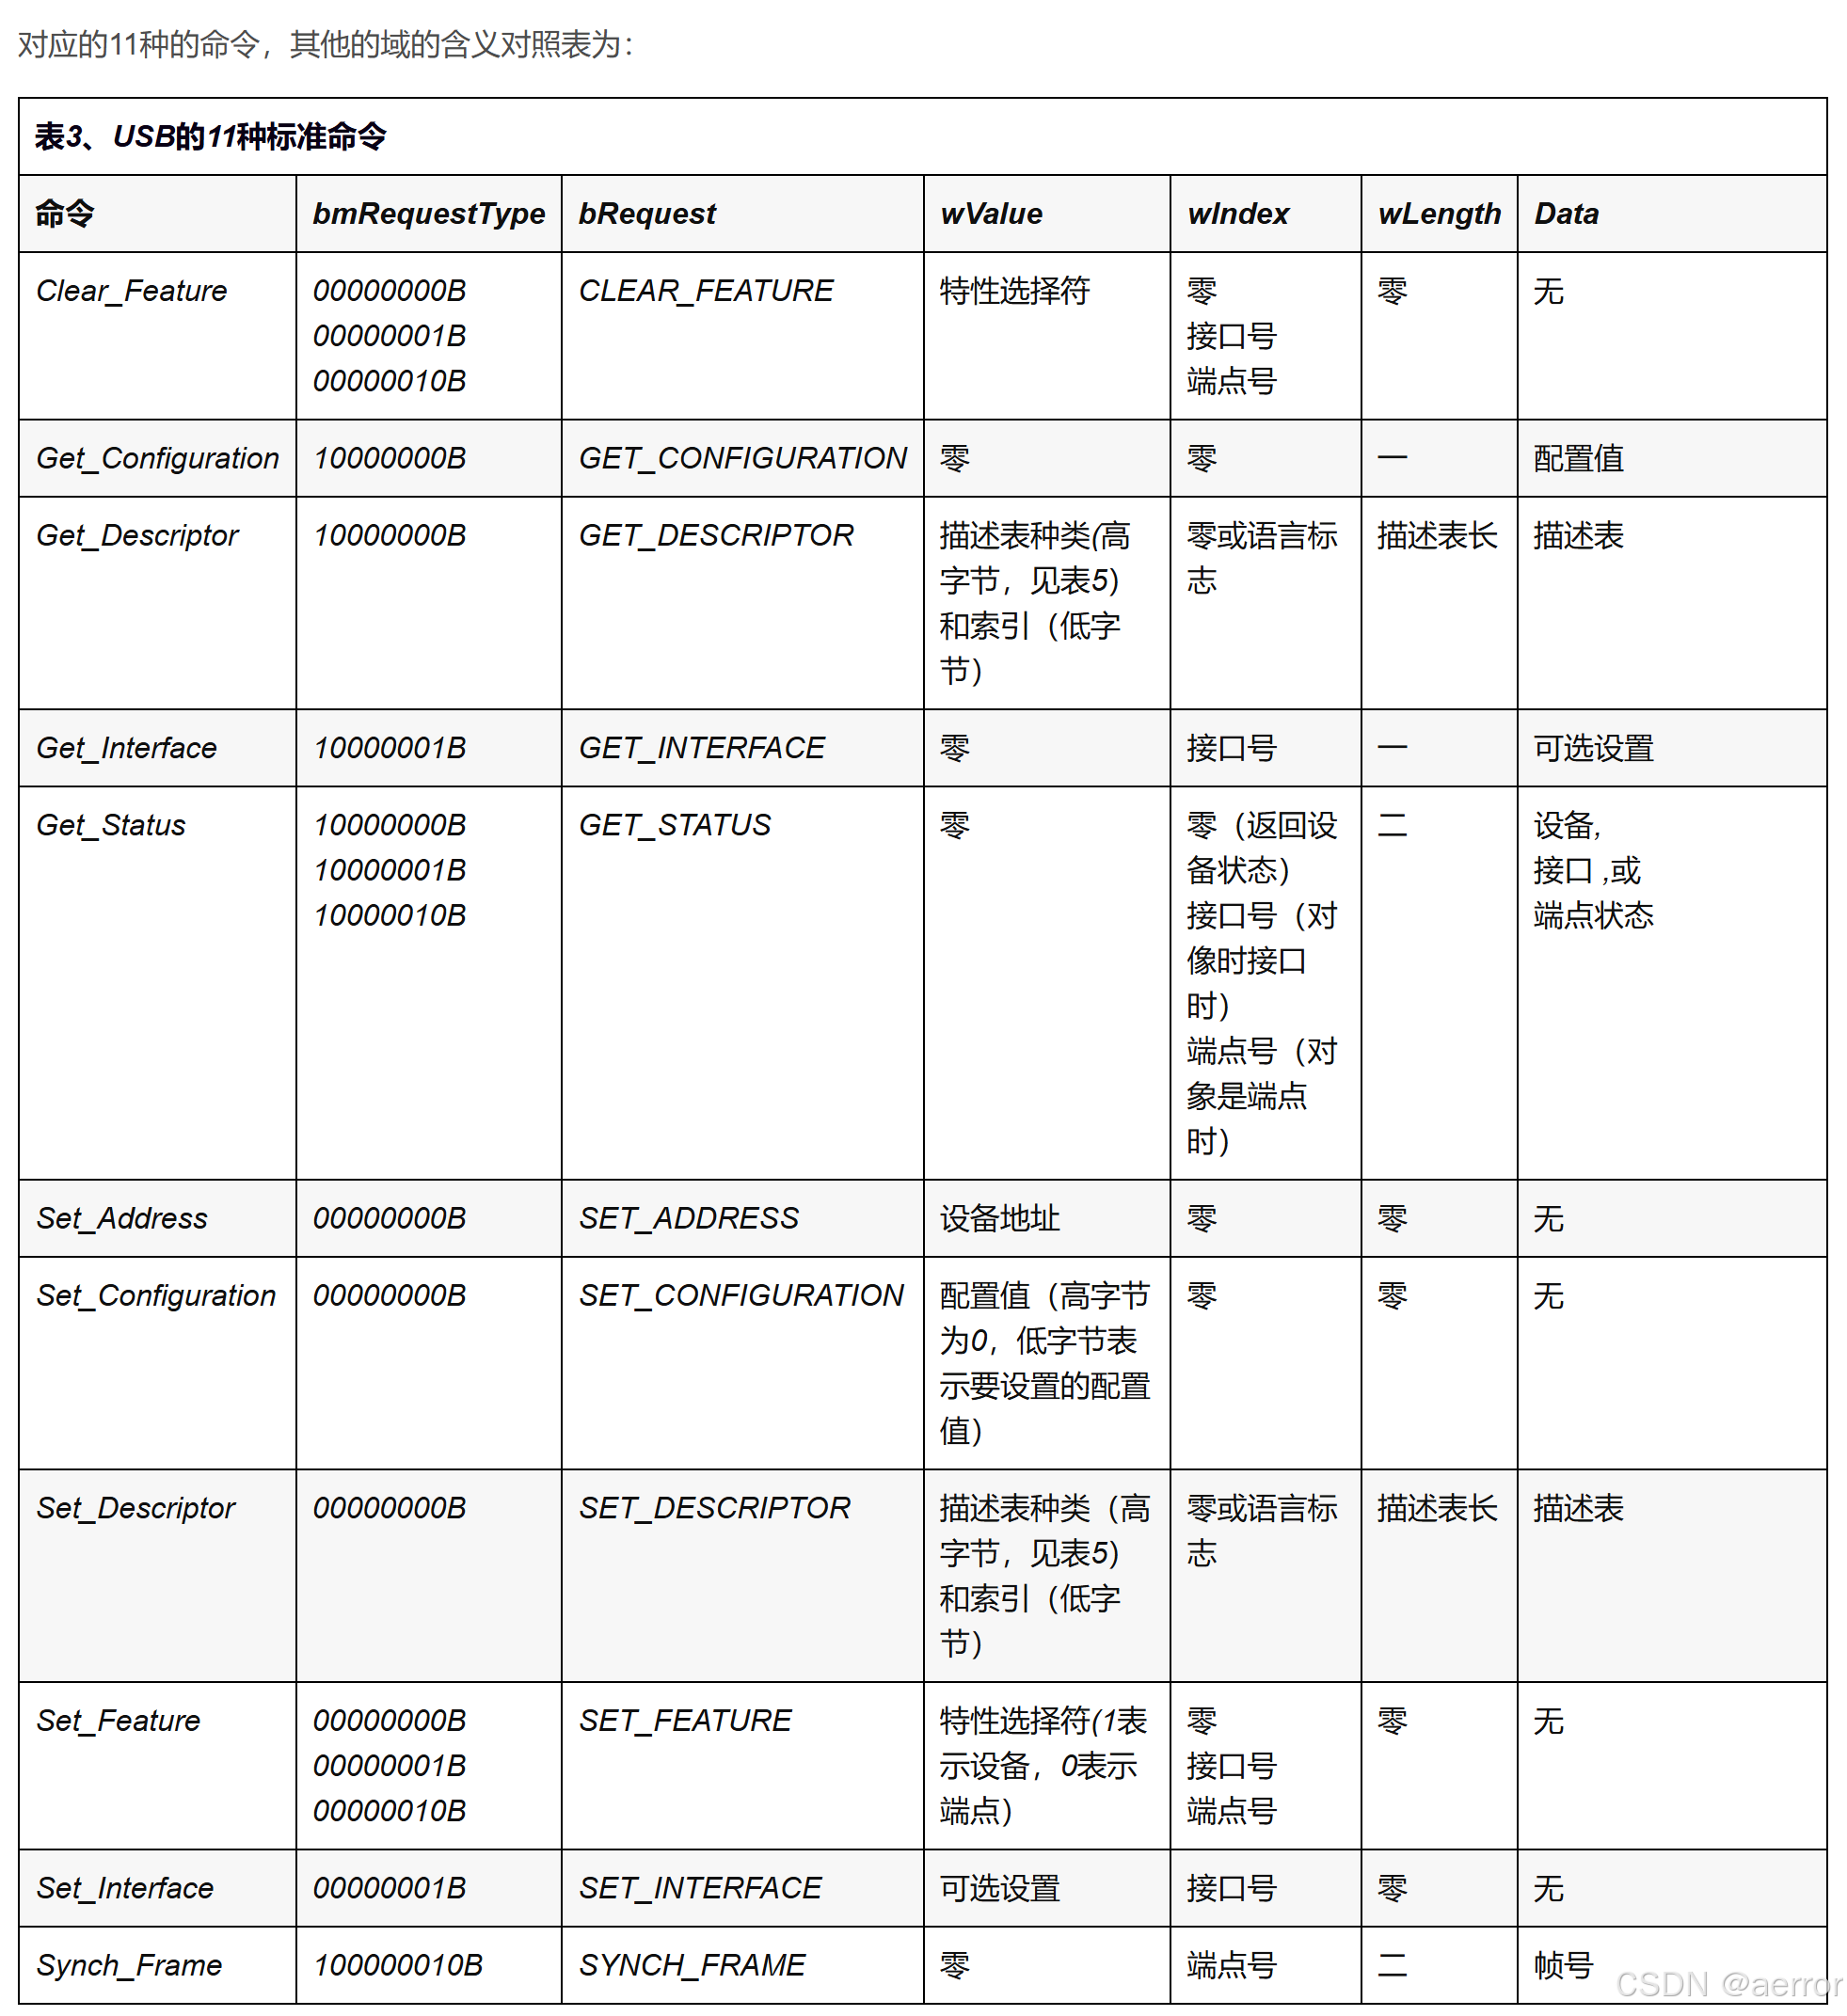 对应的11种的命令，其他的域的含义对照表为：
表3、USB的11种标准命令
命令 bmRequestType bRequest wValue wIndex wLength Data
Clear_Feature 00000000B CLEAR_FEATURE 特性选择符 零 零 无
00000001B 接口号
00000010B 端点号
Get_Configuration 10000000B GET_CONFIGURATION 零 零 一 配置值
Get_Descriptor 10000000B GET_DESCRIPTOR 描述表种类(高 零或语言标 描述表长 描述表
字节，见表5） 志
和索引（低字
节）
Get_Interface 10000001B GET_INTERFACE 零 接口号 一 可选设置
Get_Status 10000000B GET_STATUS 零 零（返回设 二 设备,
10000001B 备状态） 接口 ,或
10000010B 接口号（对 端点状态
像时接口
时）
端点号（对
象是端点
时）
Set_Address 00000000B SET_ADDRESS 设备地址 零 零 无
Set_Configuration 00000000B SET_CONFIGURATION 配置值（高字节 零 零 无
为0，低字节表
示要设置的配置
值）
Set_Descriptor 00000000B SET_DESCRIPTOR 描述表种类（高 零或语言标 描述表长 描述表
字节，见表5） 志
和索引（低字
节）
Set_Feature 00000000B SET_FEATURE 特性选择符(1表 零 零 无
00000001B 示设备，0表示 接口号
00000010B 端点） 端点号
Set_Interface 00000001B SET_INTERFACE 可选设置 接口号 零 无
Synch_Frame 100000010B SYNCH_FRAME 零 端点号 二 帧号
CSDN @aerror